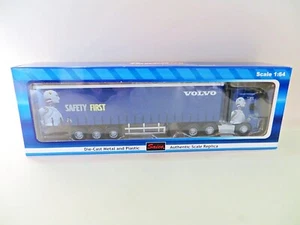 Scale 1:64
VOLVO
SAFETY FIRST
Die-Cast Metal and Plastic
Authentic Scale Replica